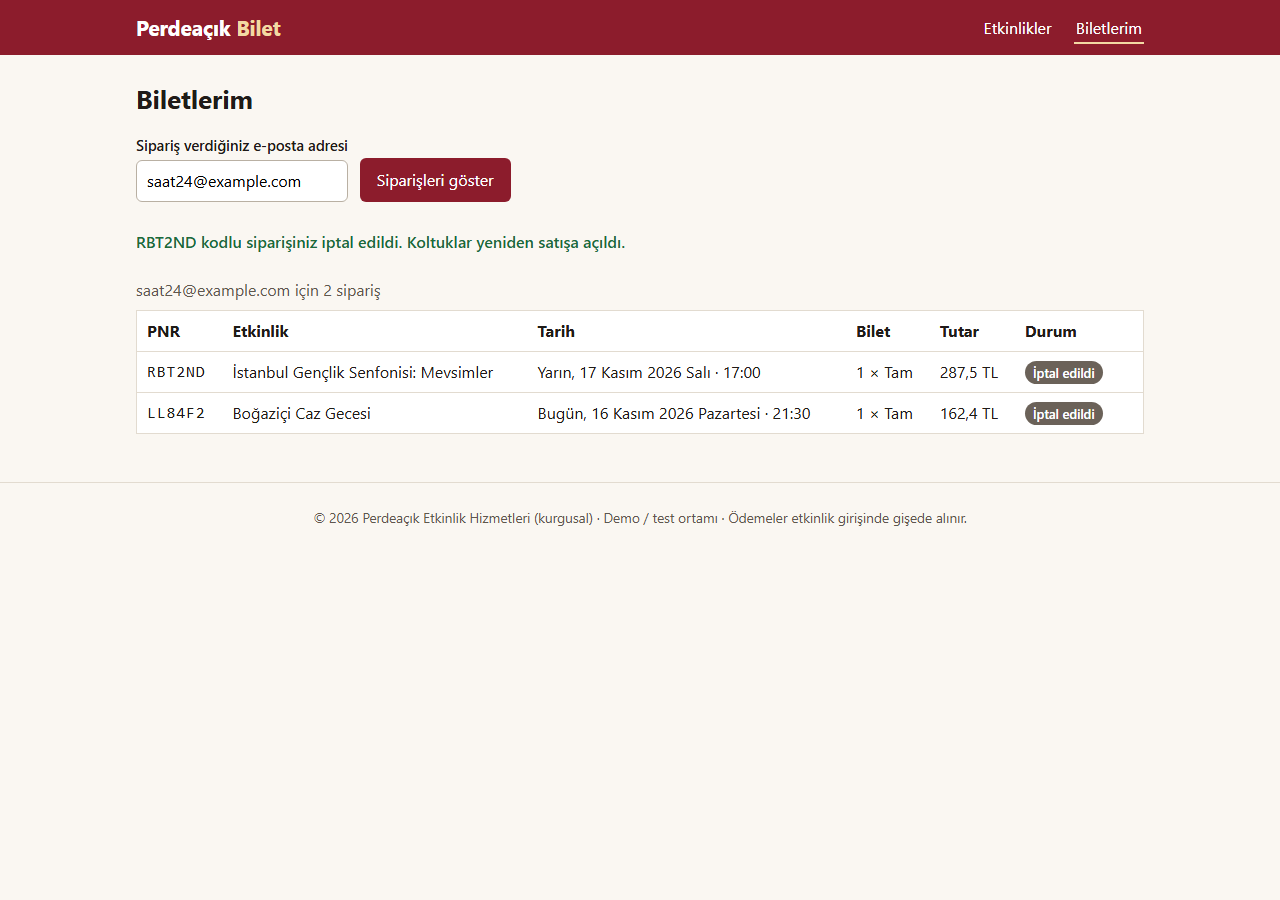 Perdeaçık Bilet
Etkinlikler Biletlerim
Biletlerim
Sipariş verdiğiniz e-posta adresi
saat24@example.com Siparişleri göster
RBT2ND kodlu siparişiniz iptal edildi. Koltuklar yeniden satışa açıldı.
saat24@example.com için 2 sipariş
PNR Etkinlik Tarih Bilet Tutar Durum
RBT2ND İstanbul Gençlik Senfonisi: Mevsimler Yarın, 17 Kasım 2026 Salı · 17:00 1 × Tam 287,5 TL İptal edildi
LL84F2 Boğaziçi Caz Gecesi Bugün, 16 Kasım 2026 Pazartesi · 21:30 1 × Tam 162,4 TL İptal edildi
© 2026 Perdeaçık Etkinlik Hizmetleri (kurgusal) · Demo / test ortamı · Ödemeler etkinlik girişinde gişede alınır.